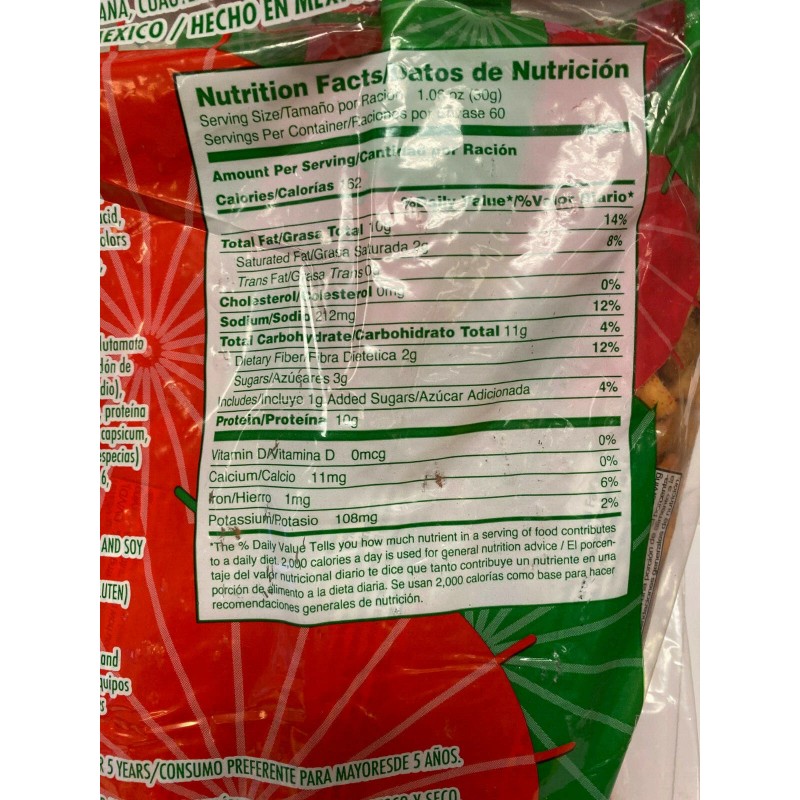 MEXICO / HECHO EN MÉXICO
Nutrition Facts/Datos de Nutrición
Serving Size/Tamaño por Ración 1.06 oz (30g)
Servings Per Container/Raciones por Envase 60
Amount Per Serving/Cantidad por Ración
Calories/Calorías 162
%Daily Value*/%Valor Diario*
Total Fat/Grasa Total 10g 14%
Saturated Fat/Grasa Saturada 2g 8%
Trans Fat/Grasa Trans 0g
Cholesterol/Colesterol 0mg 0%
Sodium/Sodio 212mg 12%
Total Carbohydrate/Carbohidrato Total 11g 4%
Dietary Fiber/Fibra Dietetica 2g 12%
Sugars/Azúcares 3g
Includes/Incluye 1g Added Sugars/Azúcar Adicionada 4%
Protein/Proteína 10g
Vitamin D/Vitamina D 0mcg 0%
Calcium/Calcio 11mg 0%
Iron/Hierro 1mg 6%
Potassium/Potasio 108mg 2%
*The % Daily Value Tells you how much nutrient in a serving of food contributes
to a daily diet. 2,000 calories a day is used for general nutrition advice / El porcen-
taje del valor nutricional diario te dice que tanto contribuye un nutriente en una
porción de alimento a la dieta diaria. Se usan 2,000 calorías como base para hacer
recomendaciones generales de nutrición.
acid,
olors
lutamato
dón de
dio),
proteína
capsicum,
especias)
6,
AND SOY
LUTEN)
and
quipos
R 5 YEARS/CONSUMO PREFERENTE PARA MAYORESDE 5 AÑOS.
Y SECO